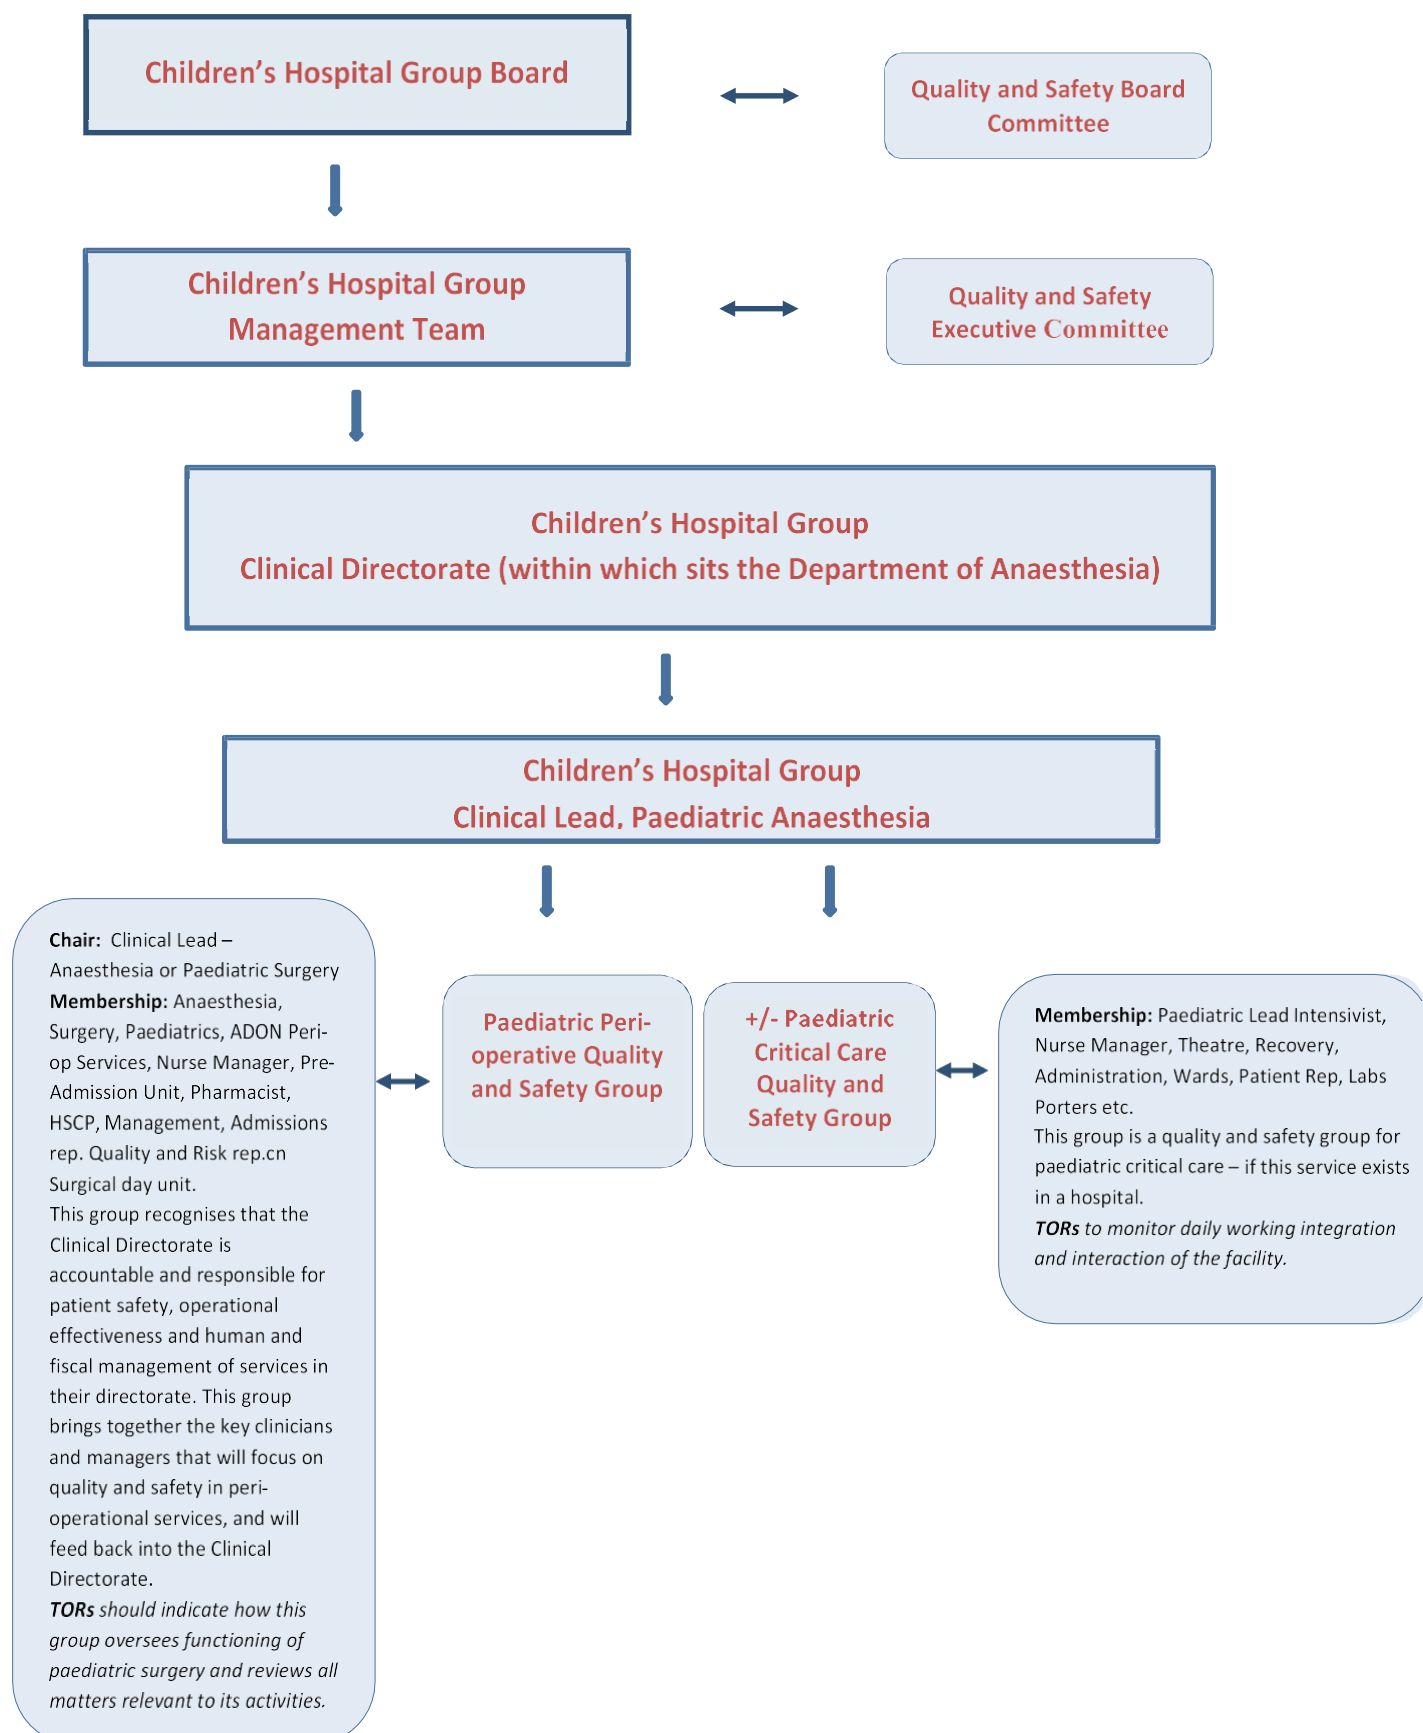 Children’s Hospital Group Board
Quality and Safety Board
Committee
Children’s Hospital Group
Management Team
Quality and Safety
Executive Committee
Children’s Hospital Group
Clinical Directorate (within which sits the Department of Anaesthesia)
Children’s Hospital Group
Clinical Lead, Paediatric Anaesthesia
Chair: Clinical Lead –
Anaesthesia or Paediatric Surgery
Membership: Anaesthesia,
Surgery, Paediatrics, ADON Peri-
op Services, Nurse Manager, Pre-
Admission Unit, Pharmacist,
HSCP, Management, Admissions
rep. Quality and Risk rep.cn
Surgical day unit.
This group recognises that the
Clinical Directorate is
accountable and responsible for
patient safety, operational
effectiveness and human and
fiscal management of services in
their directorate. This group
brings together the key clinicians
and managers that will focus on
quality and safety in peri-
operational services, and will
feed back into the Clinical
Directorate.
TORs should indicate how this
group oversees functioning of
paediatric surgery and reviews all
matters relevant to its activities.
Paediatric Peri-
operative Quality
and Safety Group
+/- Paediatric
Critical Care
Quality and
Safety Group
Membership: Paediatric Lead Intensivist,
Nurse Manager, Theatre, Recovery,
Administration, Wards, Patient Rep, Labs
Porters etc.
This group is a quality and safety group for
paediatric critical care – if this service exists
in a hospital.
TORs to monitor daily working integration
and interaction of the facility.